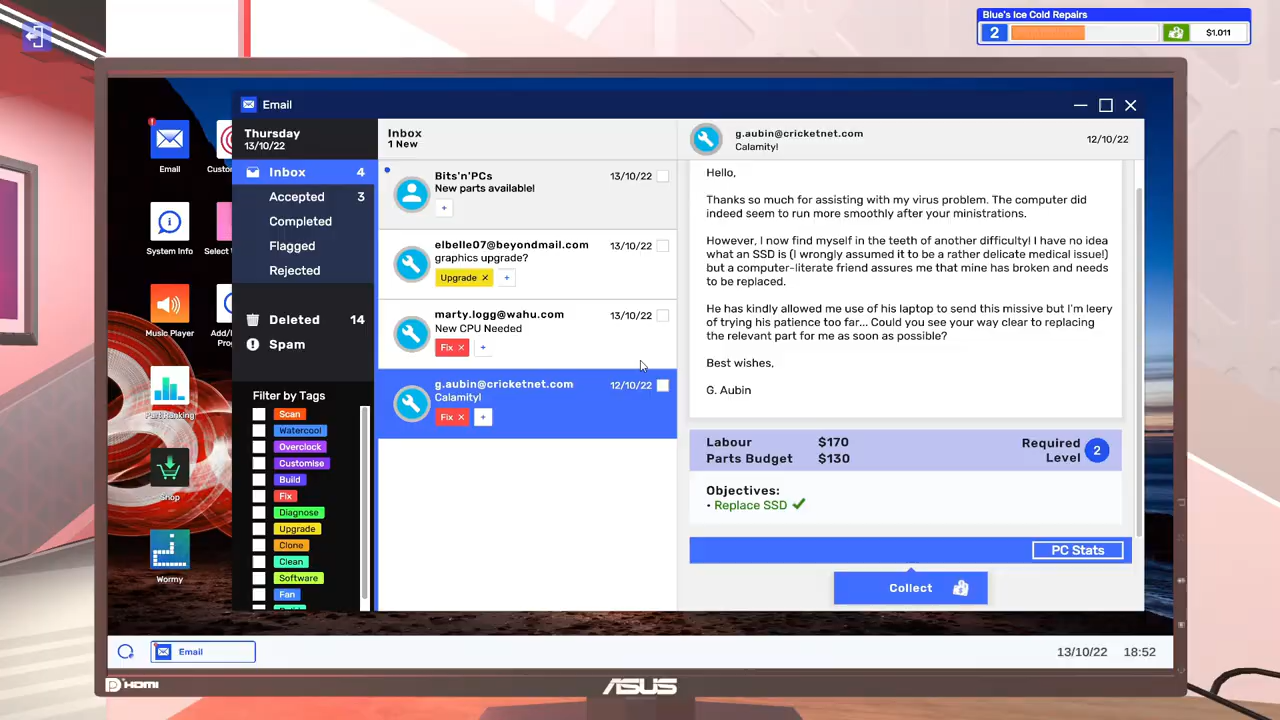 Blue's Ice Cold Repairs
2
$1,011
Email
Thursday
13/10/22
Inbox 4
Accepted 3
Completed
Flagged
Rejected
Deleted 14
Spam
Filter by Tags
Scan
Watercool
Overclock
Customise
Build
Fix
Diagnose
Upgrade
Clone
Clean
Software
Fan
Inbox
1 New
Bits'n'PCs 13/10/22
New parts available!
+
elbelle07@beyondmail.com 13/10/22
graphics upgrade?
Upgrade × +
marty.logg@wahu.com 13/10/22
New CPU Needed
Fix × +
g.aubin@cricketnet.com 12/10/22
Calamity!
Fix × +
g.aubin@cricketnet.com 12/10/22
Calamity!
Hello,
Thanks so much for assisting with my virus problem. The computer did
indeed seem to run more smoothly after your ministrations.
However, I now find myself in the teeth of another difficulty! I have no idea
what an SSD is (I wrongly assumed it to be a rather delicate medical issue!)
but a computer-literate friend assures me that mine has broken and needs
to be replaced.
He has kindly allowed me use of his laptop to send this missive but I'm leery
of trying his patience too far... Could you see your way clear to replacing
the relevant part for me as soon as possible?
Best wishes,
G. Aubin
Labour $170
Parts Budget $130
Required
Level 2
Objectives:
• Replace SSD
PC Stats
Collect
Email
System Info
Music Player
Part Ranking
Shop
Wormy
Custo
Select
Add/
Prog
Email
13/10/22 18:52
HDMI
ASUS